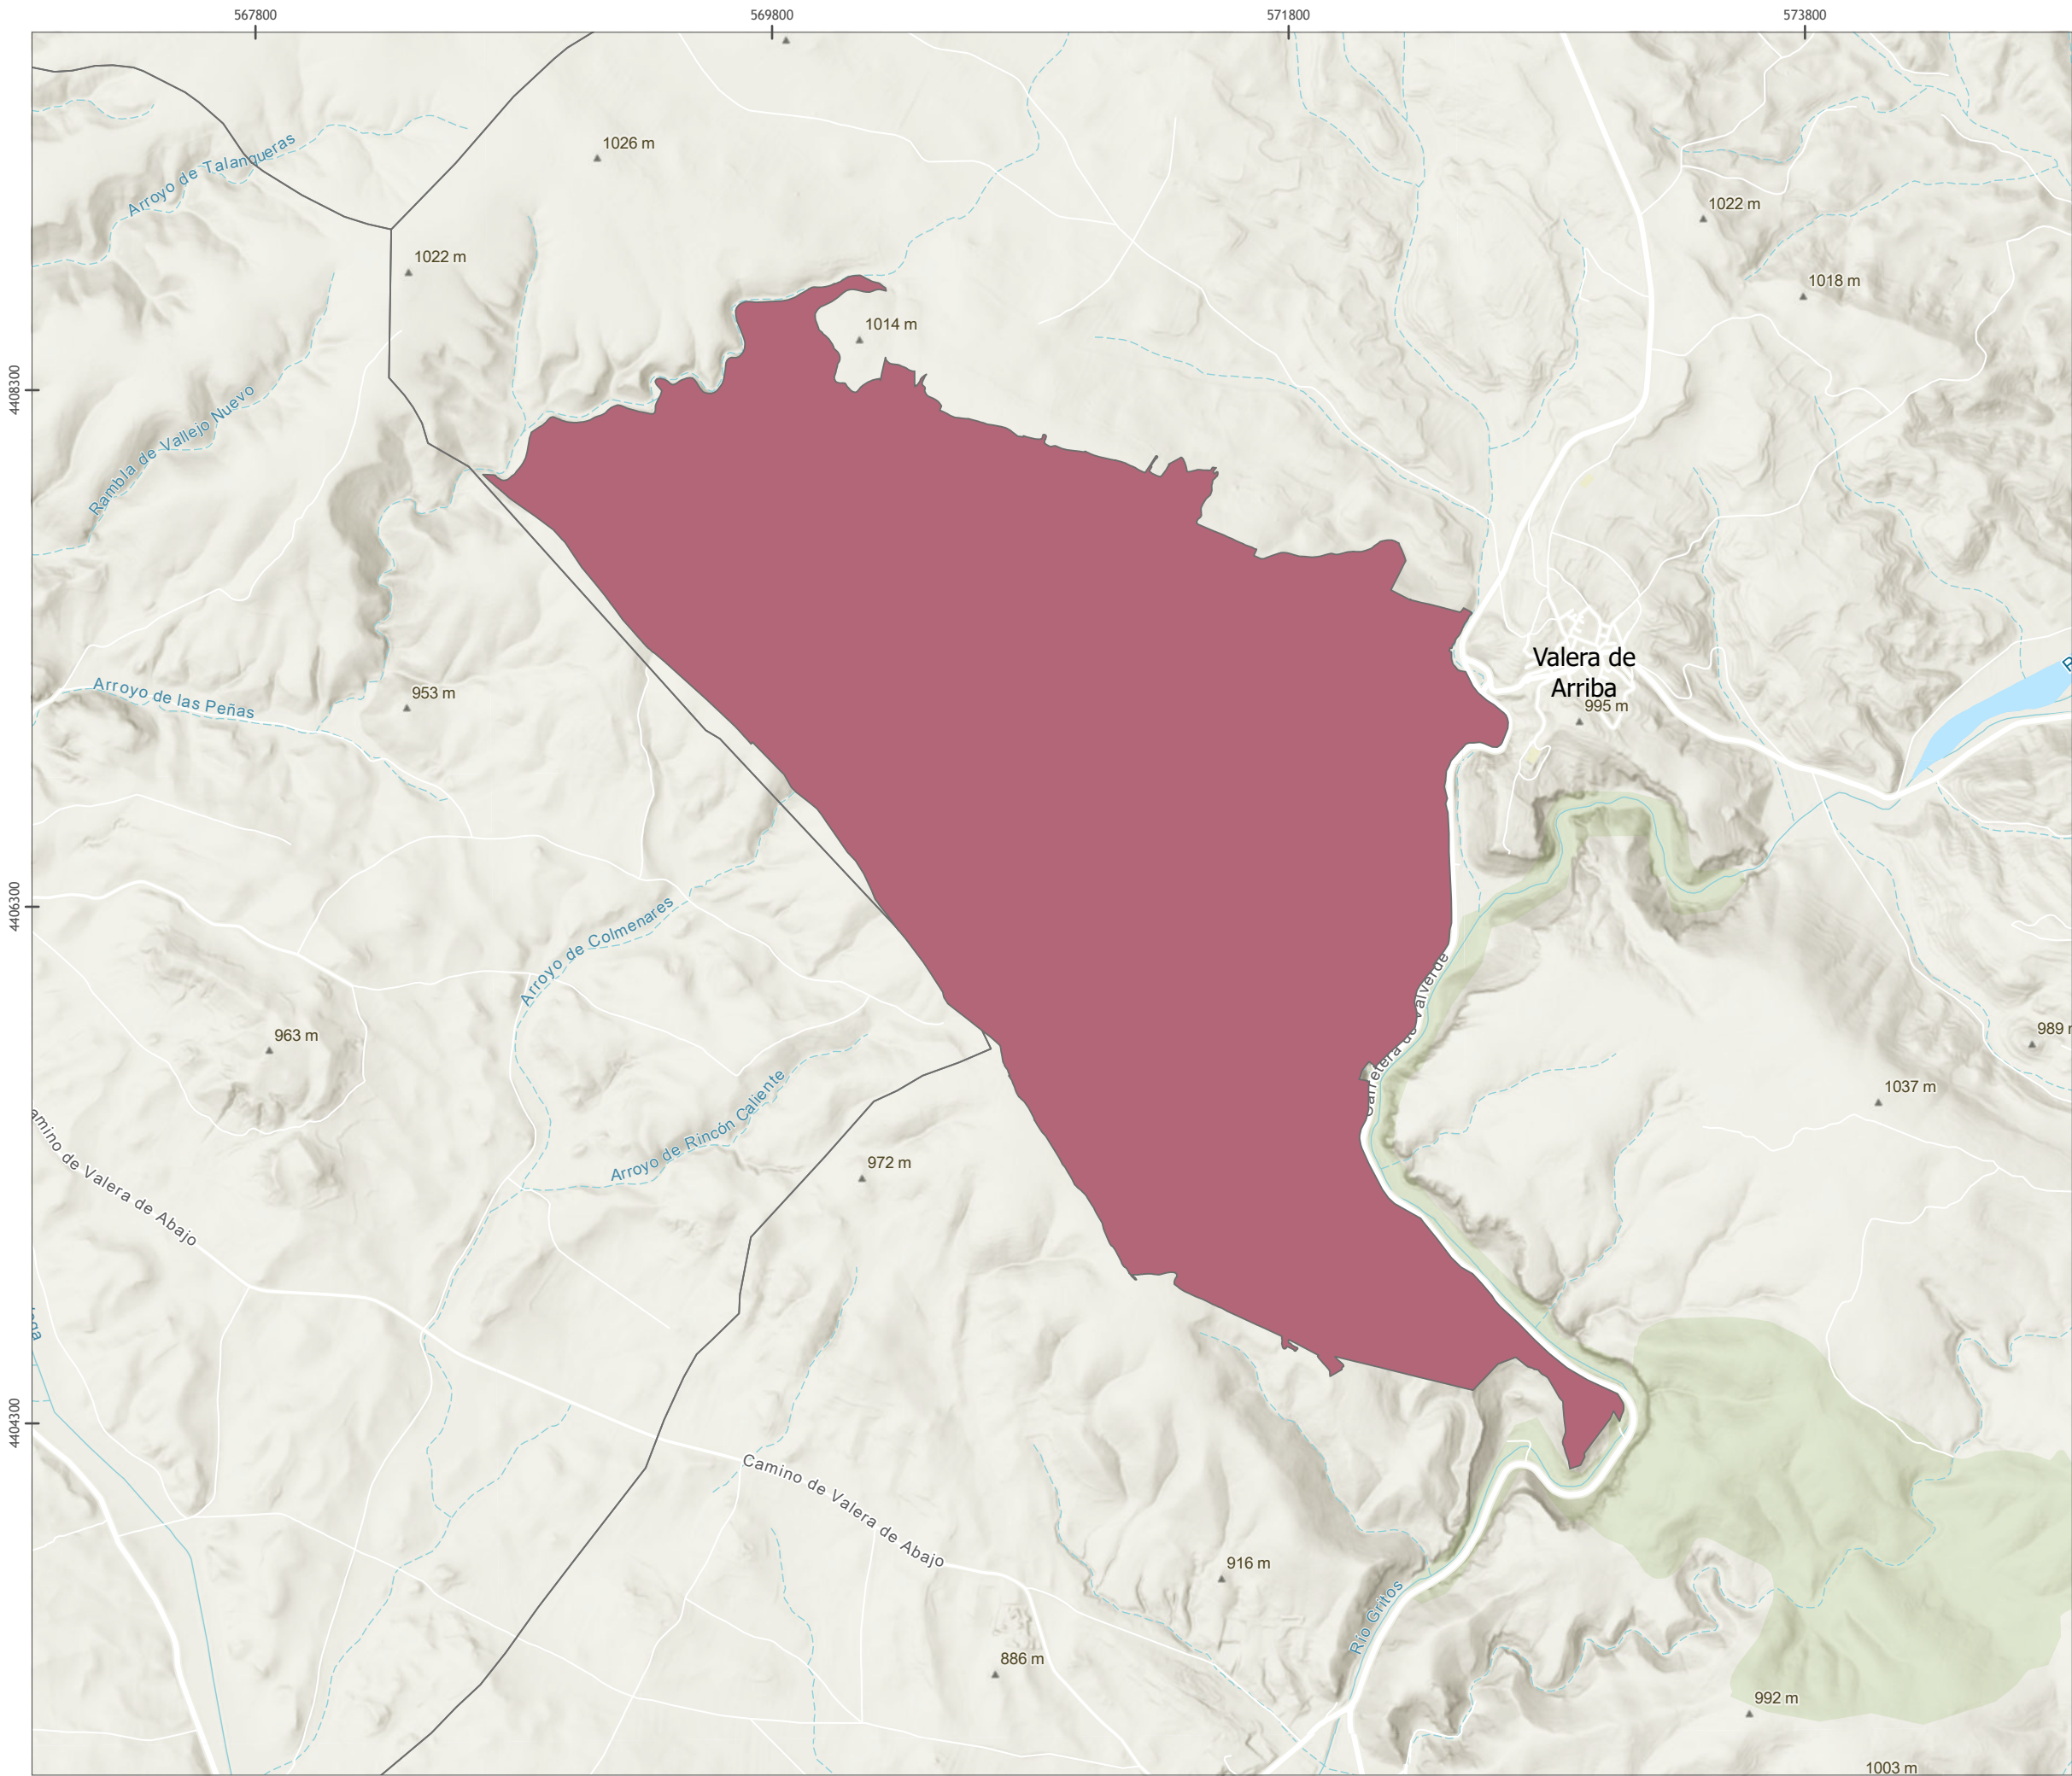 567800
569800
571800
573800
4408300
4406300
4404300
Arroyo de Talanqueras
1026 m
1022 m
1022 m
1018 m
1014 m
Rambla de Vallejo Nuevo
Valera de
Arriba
995 m
Arroyo de las Peñas
953 m
Arroyo de Colmenares
Carretera de Valverde
963 m
989 m
1037 m
Arroyo de Rincón Caliente
972 m
amino de Valera de Abajo
Camino de Valera de Abajo
916 m
Río Gritos
886 m
992 m
1003 m